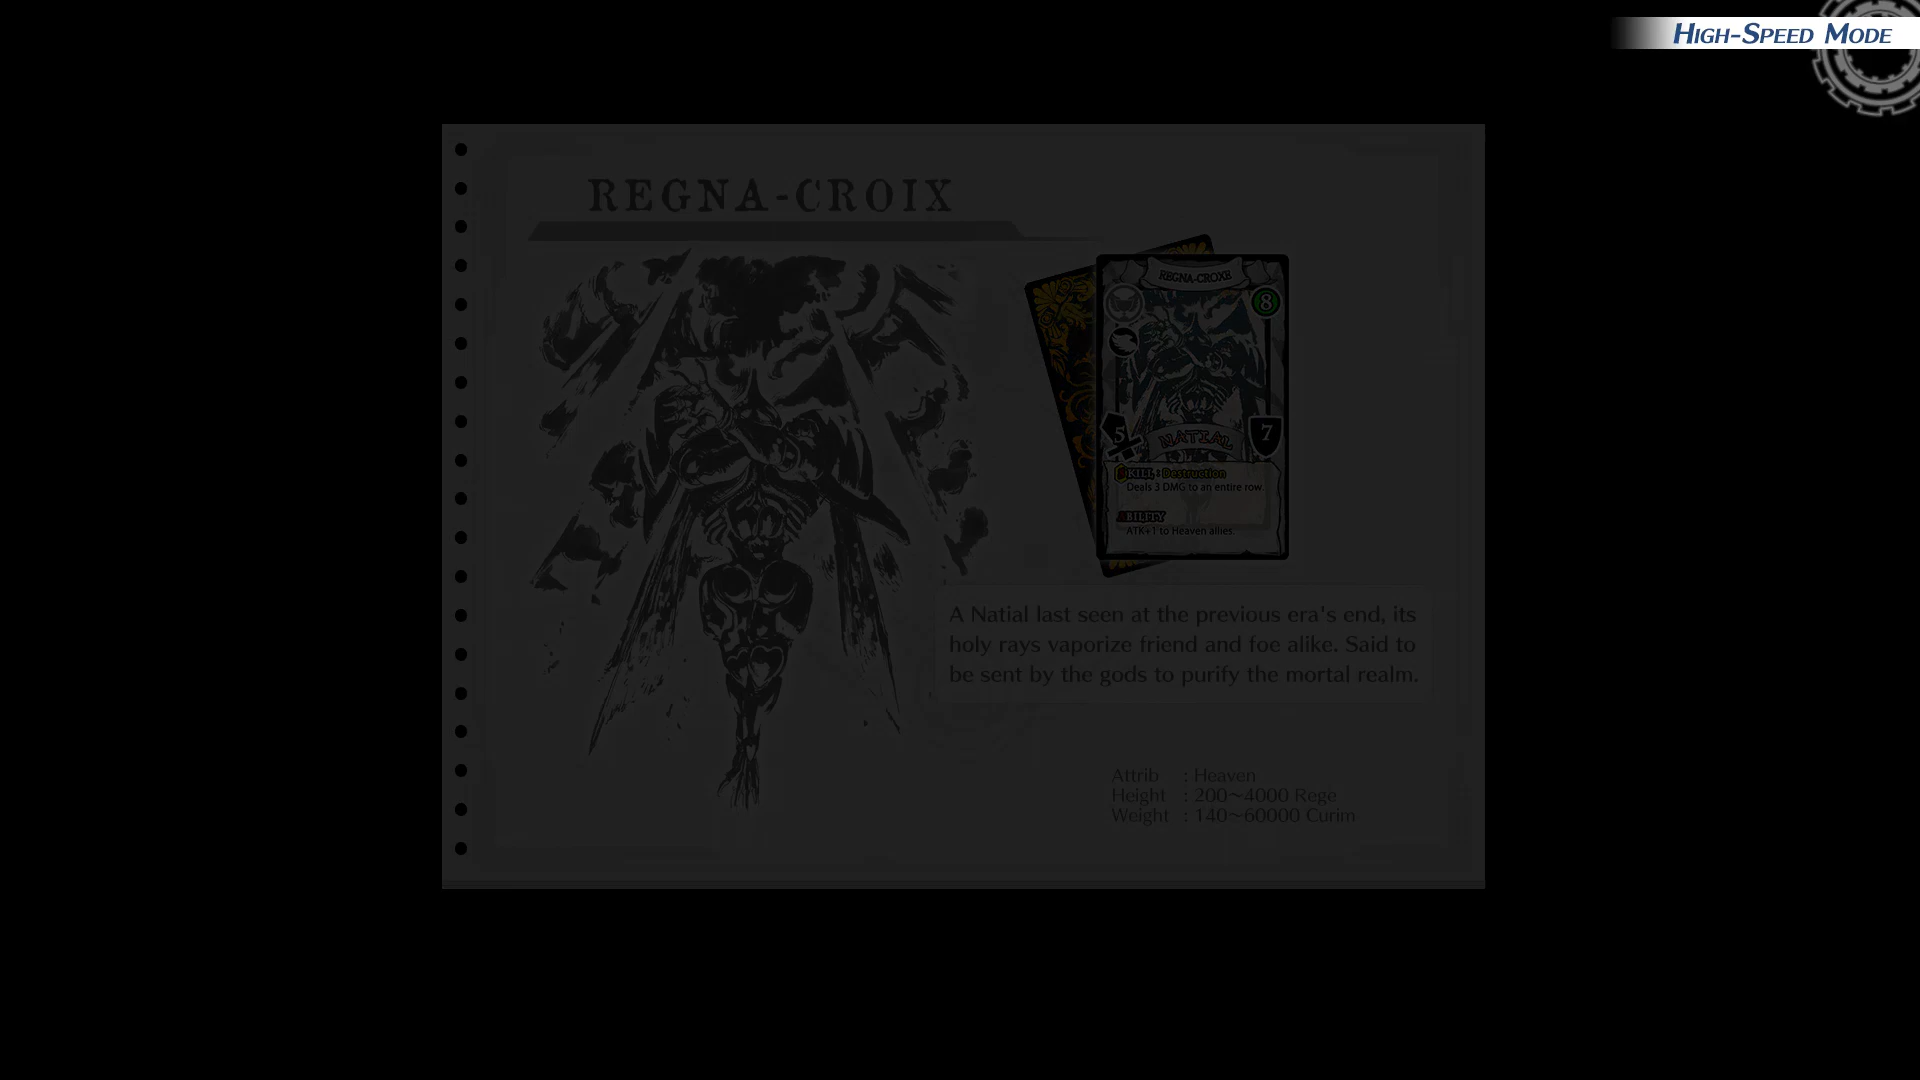 HIGH-SPEED MODE
REGNA-CROIX
REGNA-CROXE
8
5
7
NATIAL
SKILL: Destruction
Deals 3 DMG to an entire row.
ABILITY
ATK+1 to Heaven allies.
A Natial last seen at the previous era's end, its
holy rays vaporize friend and foe alike. Said to
be sent by the gods to purify the mortal realm.
Attrib : Heaven
Height : 200~4000 Rege
Weight : 140~60000 Curim